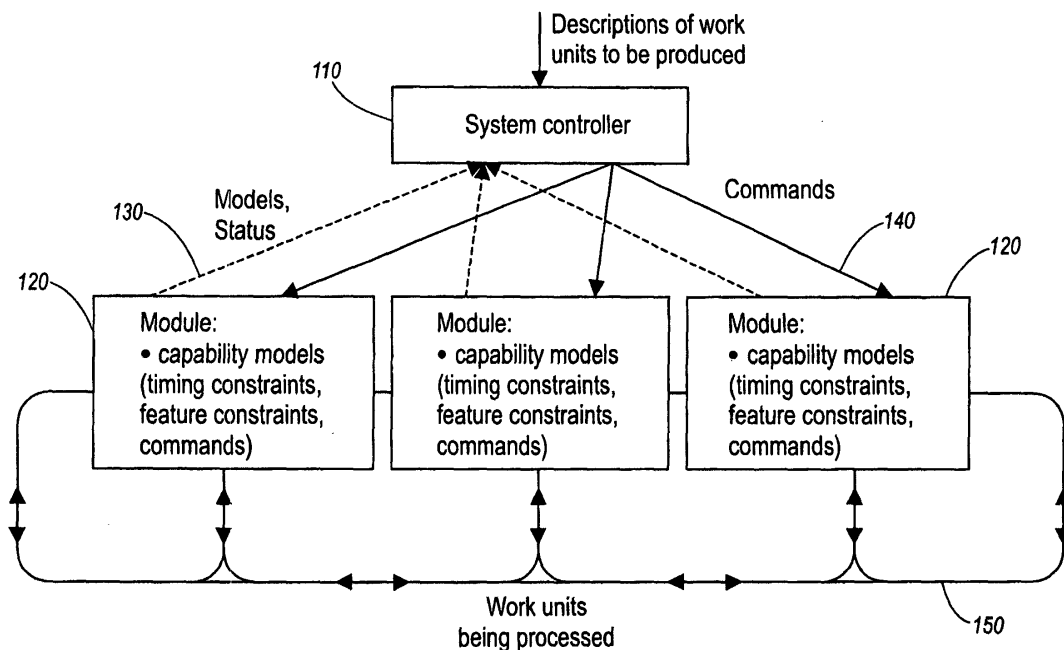 Descriptions of work
units to be produced
110
System controller
Models,
Status
Commands
130
140
120
120
Module:
• capability models
(timing constraints,
feature constraints,
commands)
Module:
• capability models
(timing constraints,
feature constraints,
commands)
Module:
• capability models
(timing constraints,
feature constraints,
commands)
Work units
being processed
150